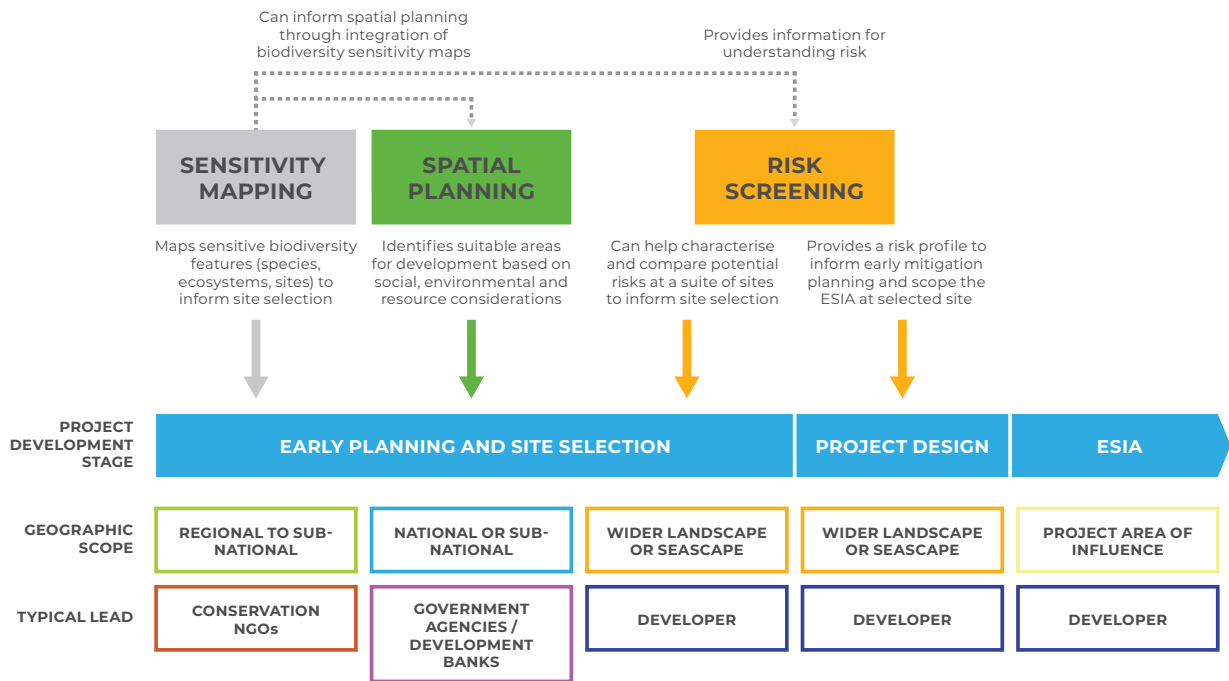 Can inform spatial planning
through integration of
biodiversity sensitivity maps
Provides information for
understanding risk
SENSITIVITY
MAPPING
SPATIAL
PLANNING
RISK
SCREENING
Maps sensitive biodiversity
features (species,
ecosystems, sites) to
inform site selection
Identifies suitable areas
for development based on
social, environmental and
resource considerations
Can help characterise
and compare potential
risks at a suite of sites
to inform site selection
Provides a risk profile to
inform early mitigation
planning and scope the
ESIA at selected site
PROJECT
DEVELOPMENT
STAGE
EARLY PLANNING AND SITE SELECTION
PROJECT DESIGN
ESIA
GEOGRAPHIC
SCOPE
REGIONAL TO SUB-
NATIONAL
NATIONAL OR SUB-
NATIONAL
WIDER LANDSCAPE
OR SEASCAPE
WIDER LANDSCAPE
OR SEASCAPE
PROJECT AREA OF
INFLUENCE
TYPICAL LEAD
CONSERVATION
NGOs
GOVERNMENT
AGENCIES /
DEVELOPMENT
BANKS
DEVELOPER
DEVELOPER
DEVELOPER